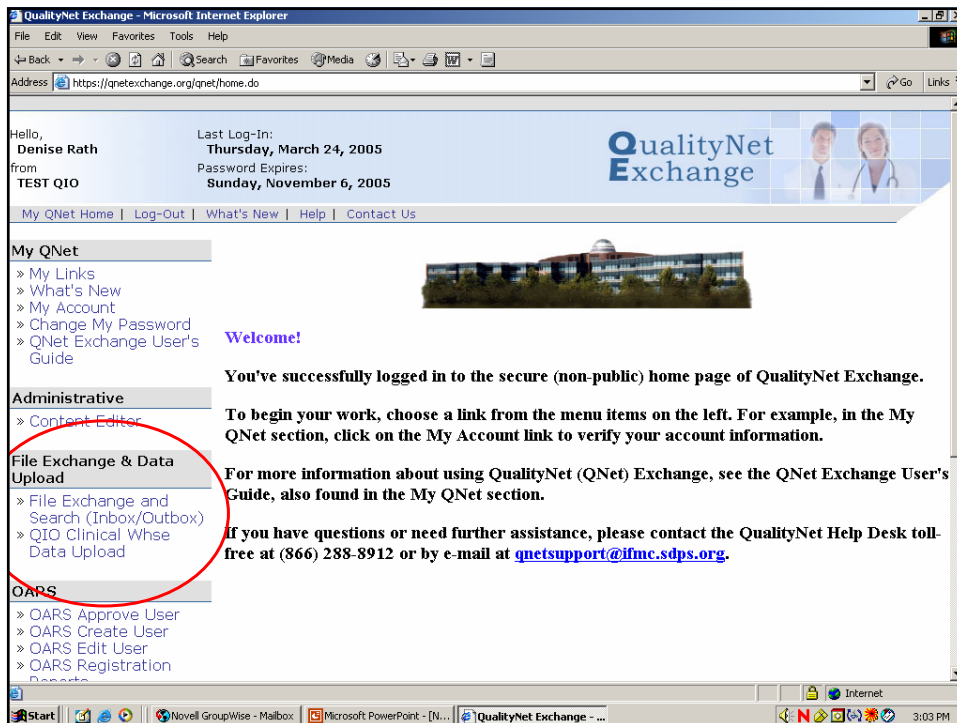 QualityNet Exchange - Microsoft Internet Explorer
File Edit View Favorites Tools Help
Back Search Favorites Media
Address https://qnetexchange.org/qnet/home.do Go Links
Hello,
Denise Rath
from
TEST QIO
Last Log-In:
Thursday, March 24, 2005
Password Expires:
Sunday, November 6, 2005
QualityNet
Exchange
My QNet Home | Log-Out | What's New | Help | Contact Us
My QNet
» My Links
» What's New
» My Account
» Change My Password
» QNet Exchange User's
Guide
Administrative
» Content Editor
File Exchange & Data
Upload
» File Exchange and
Search (Inbox/Outbox)
» QIO Clinical Whse
Data Upload
OARS
» OARS Approve User
» OARS Create User
» OARS Edit User
» OARS Registration
Reports
Welcome!
You've successfully logged in to the secure (non-public) home page of QualityNet Exchange.
To begin your work, choose a link from the menu items on the left. For example, in the My
QNet section, click on the My Account link to verify your account information.
For more information about using QualityNet (QNet) Exchange, see the QNet Exchange User's
Guide, also found in the My QNet section.
If you have questions or need further assistance, please contact the QualityNet Help Desk toll-
free at (866) 288-8912 or by e-mail at qnetsupport@ifmc.sdps.org.
Internet
Start Novell GroupWise - Mailbox Microsoft PowerPoint - [N... QualityNet Exchange - ... 3:03 PM